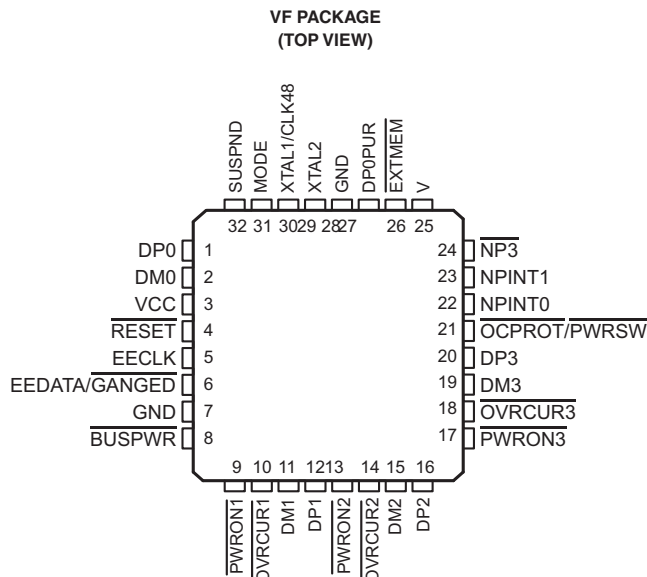 VF PACKAGE
(TOP VIEW)
SUSPND
MODE
XTAL1/CLK48
XTAL2
GND
DP0PUR
EXTMEM
V
32 31 30 29 28 27 26 25
DP0 1
DM0 2
VCC 3
RESET 4
EECLK 5
EEDATA/GANGED 6
GND 7
BUSPWR 8
24 NP3
23 NPINT1
22 NPINT0
21 OCPROT/PWRSW
20 DP3
19 DM3
18 OVRCUR3
17 PWRON3
9 10 11 12 13 14 15 16
PWRON1
OVRCUR1
DM1
DP1
PWRON2
OVRCUR2
DM2
DP2